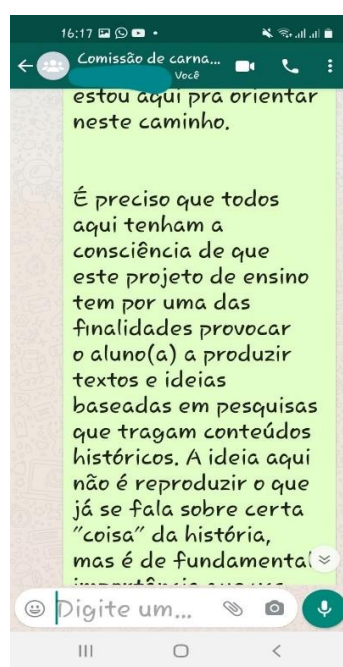 16:17
Comissão de carna...
Você
estou aqui pra orientar
neste caminho.
É preciso que todos
aqui tenham a
consciência de que
este projeto de ensino
tem por uma das
finalidades provocar
o aluno(a) a produzir
textos e ideias
baseadas em pesquisas
que tragam conteúdos
históricos. A ideia aqui
não é reproduzir o que
já se fala sobre certa
"coisa" da história,
mas é de fundamental
importância que
Digite um...